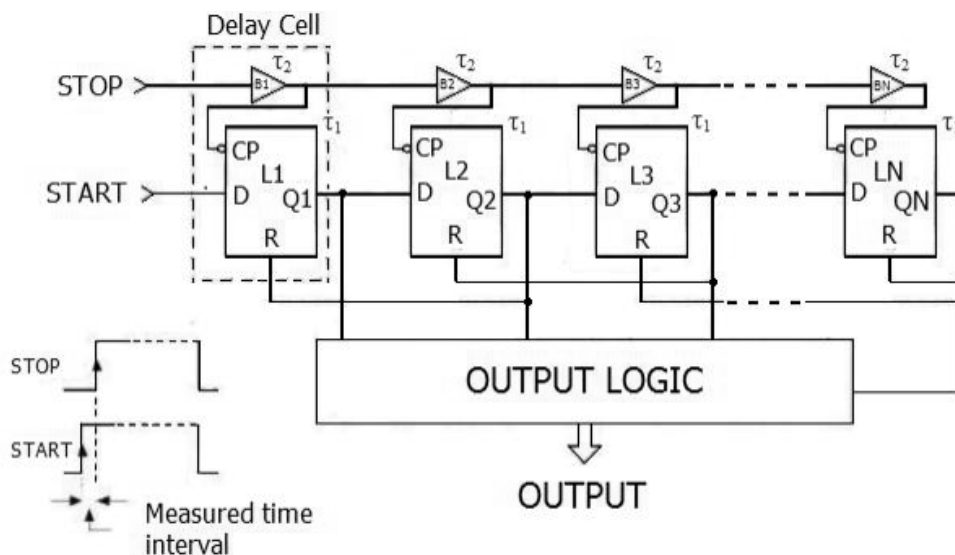 Delay Cell
τ2 τ2 τ2 τ2
STOP B1 B2 B3 BN
τ1 τ1 τ1 τ
CP CP CP CP
L1 L2 L3 LN
START D Q1 D Q2 D Q3 D QN
R R R R
STOP
OUTPUT LOGIC
START
OUTPUT
Measured time
interval